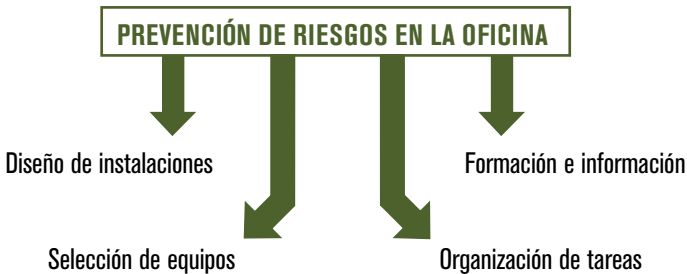 PREVENCIÓN DE RIESGOS EN LA OFICINA
Diseño de instalaciones
Formación e información
Selección de equipos
Organización de tareas